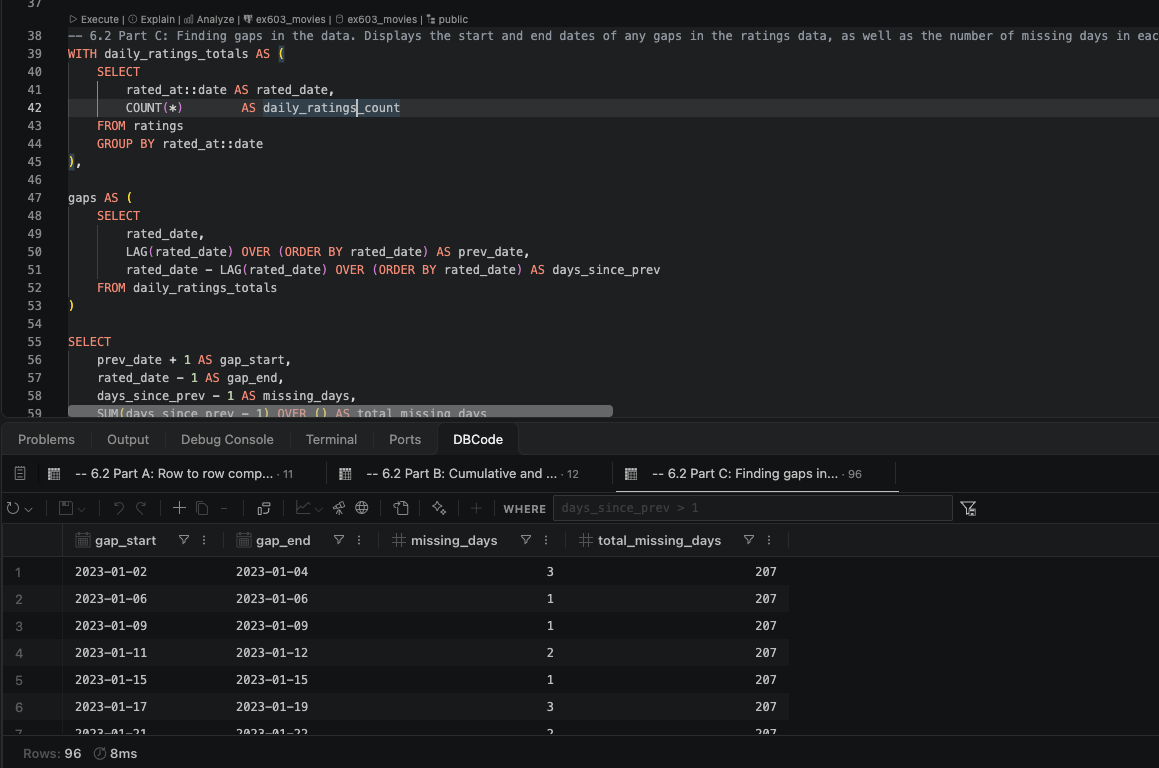 37
Execute | Explain | Analyze | ex603_movies | ex603_movies | public
38 -- 6.2 Part C: Finding gaps in the data. Displays the start and end dates of any gaps in the ratings data, as well as the number of missing days in eac
39 WITH daily_ratings_totals AS (
40 SELECT
41 rated_at::date AS rated_date,
42 COUNT(*) AS daily_ratings_count
43 FROM ratings
44 GROUP BY rated_at::date
45 ),
46
47 gaps AS (
48 SELECT
49 rated_date,
50 LAG(rated_date) OVER (ORDER BY rated_date) AS prev_date,
51 rated_date - LAG(rated_date) OVER (ORDER BY rated_date) AS days_since_prev
52 FROM daily_ratings_totals
53 )
54
55 SELECT
56 prev_date + 1 AS gap_start,
57 rated_date - 1 AS gap_end,
58 days_since_prev - 1 AS missing_days,
59 SUM(days_since_prev - 1) OVER () AS total_missing_days
Problems Output Debug Console Terminal Ports DBCode
-- 6.2 Part A: Row to row comp... · 11 -- 6.2 Part B: Cumulative and ... · 12 -- 6.2 Part C: Finding gaps in... · 96
WHERE days_since_prev > 1
gap_start gap_end missing_days total_missing_days
1 2023-01-02 2023-01-04 3 207
2 2023-01-06 2023-01-06 1 207
3 2023-01-09 2023-01-09 1 207
4 2023-01-11 2023-01-12 2 207
5 2023-01-15 2023-01-15 1 207
6 2023-01-17 2023-01-19 3 207
7 2023-01-21 2023-01-22 2 207
Rows: 96 8ms